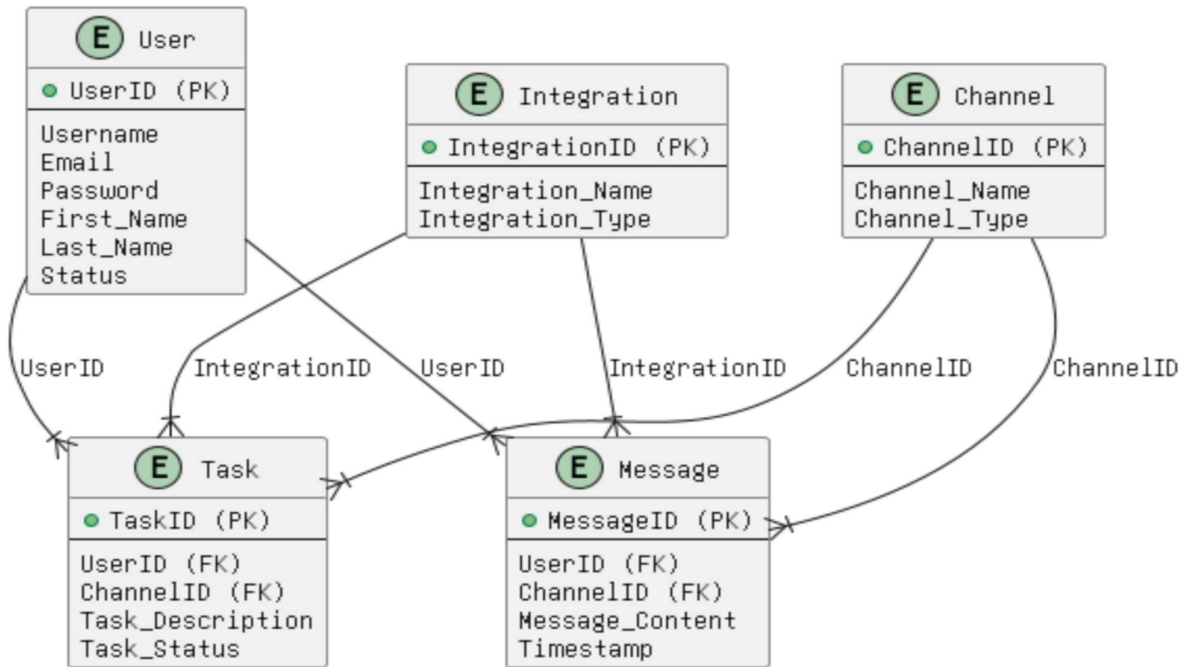 E User
UserID (PK)
Username
Email
Password
First_Name
Last_Name
Status
E Integration
IntegrationID (PK)
Integration_Name
Integration_Type
E Channel
ChannelID (PK)
Channel_Name
Channel_Type
UserID
IntegrationID
UserID
IntegrationID
ChannelID
ChannelID
E Task
TaskID (PK)
UserID (FK)
ChannelID (FK)
Task_Description
Task_Status
E Message
MessageID (PK)
UserID (FK)
ChannelID (FK)
Message_Content
Timestamp